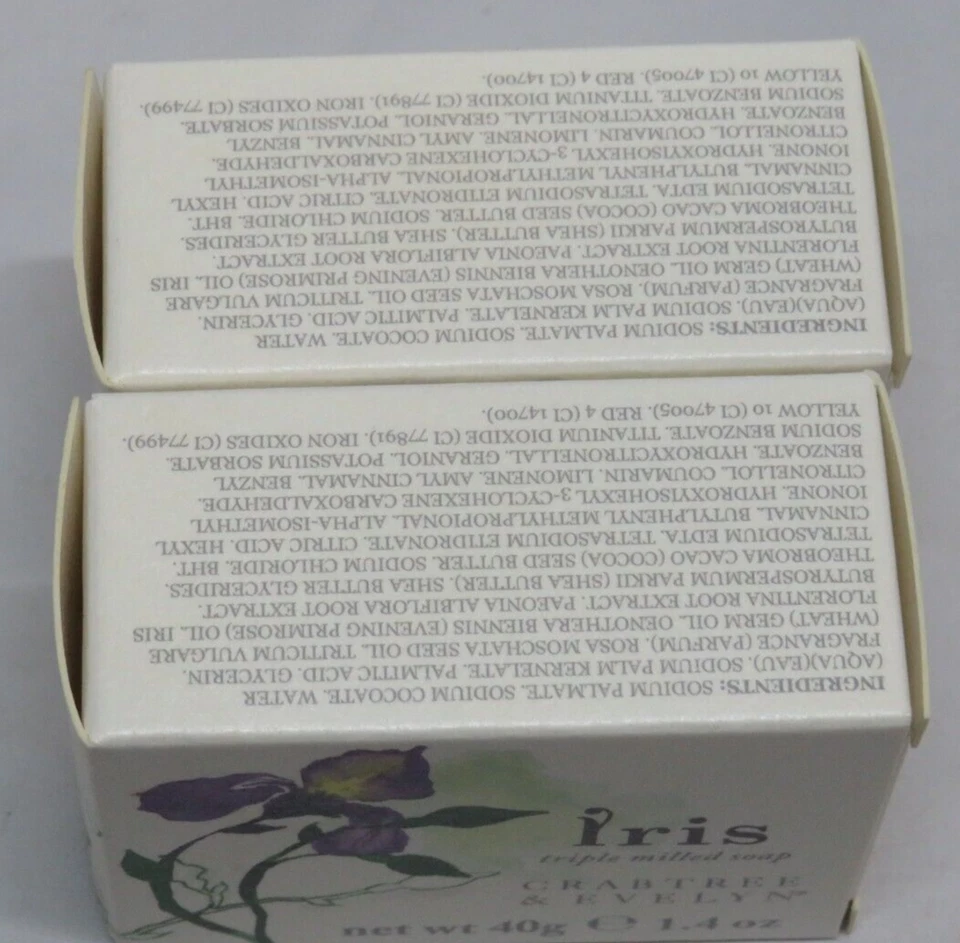 INGREDIENTS: SODIUM PALMATE, SODIUM COCOATE, WATER
(AQUA)(EAU), SODIUM PALM KERNELATE, PALMITIC ACID, GLYCERIN,
FRAGRANCE (PARFUM), ROSA MOSCHATA SEED OIL, TRITICUM VULGARE
(WHEAT) GERM OIL, OENOTHERA BIENNIS (EVENING PRIMROSE) OIL, IRIS
FLORENTINA ROOT EXTRACT, PAEONIA ALBIFLORA ROOT EXTRACT,
BUTYROSPERMUM PARKII (SHEA BUTTER), SHEA BUTTER GLYCERIDES,
THEOBROMA CACAO (COCOA) SEED BUTTER, SODIUM CHLORIDE, BHT,
TETRASODIUM EDTA, TETRASODIUM ETIDRONATE, CITRIC ACID, HEXYL
CINNAMAL, BUTYLPHENYL METHYLPROPIONAL, ALPHA-ISOMETHYL
IONONE, HYDROXYISOHEXYL 3-CYCLOHEXENE CARBOXALDEHYDE,
CITRONELLOL, COUMARIN, LIMONENE, AMYL CINNAMAL, BENZYL
BENZOATE, HYDROXYCITRONELLAL, GERANIOL, POTASSIUM SORBATE,
SODIUM BENZOATE, TITANIUM DIOXIDE (CI 77891), IRON OXIDES (CI 77499),
YELLOW 10 (CI 47005), RED 4 (CI 14700).
INGREDIENTS: SODIUM PALMATE, SODIUM COCOATE, WATER
(AQUA)(EAU), SODIUM PALM KERNELATE, PALMITIC ACID, GLYCERIN,
FRAGRANCE (PARFUM), ROSA MOSCHATA SEED OIL, TRITICUM VULGARE
(WHEAT) GERM OIL, OENOTHERA BIENNIS (EVENING PRIMROSE) OIL, IRIS
FLORENTINA ROOT EXTRACT, PAEONIA ALBIFLORA ROOT EXTRACT,
BUTYROSPERMUM PARKII (SHEA BUTTER), SHEA BUTTER GLYCERIDES,
THEOBROMA CACAO (COCOA) SEED BUTTER, SODIUM CHLORIDE, BHT,
TETRASODIUM EDTA, TETRASODIUM ETIDRONATE, CITRIC ACID, HEXYL
CINNAMAL, BUTYLPHENYL METHYLPROPIONAL, ALPHA-ISOMETHYL
IONONE, HYDROXYISOHEXYL 3-CYCLOHEXENE CARBOXALDEHYDE,
CITRONELLOL, COUMARIN, LIMONENE, AMYL CINNAMAL, BENZYL
BENZOATE, HYDROXYCITRONELLAL, GERANIOL, POTASSIUM SORBATE,
SODIUM BENZOATE, TITANIUM DIOXIDE (CI 77891), IRON OXIDES (CI 77499),
YELLOW 10 (CI 47005), RED 4 (CI 14700).
iris
triple milled soap
CRABTREE
& EVELYN
net wt 40g ℮ 1.4 oz